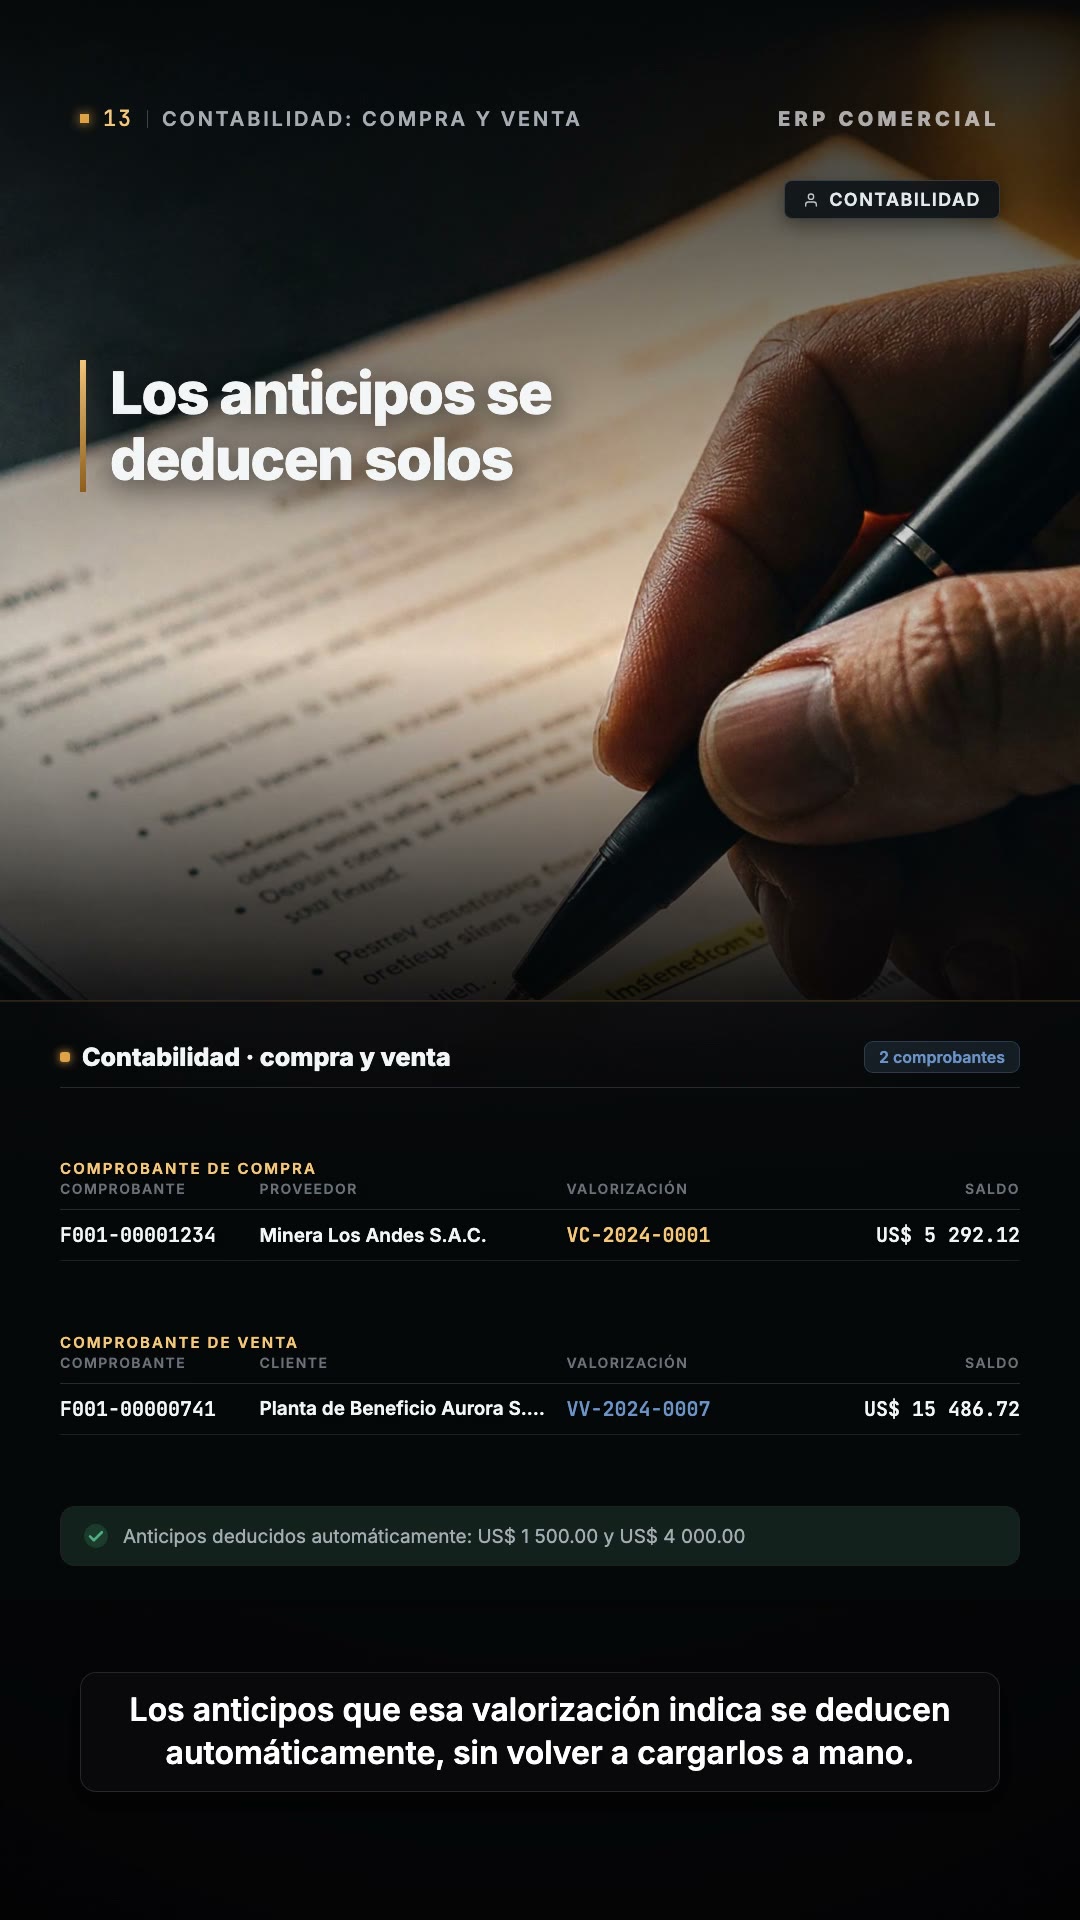 13 CONTABILIDAD: COMPRA Y VENTA
ERP COMERCIAL
CONTABILIDAD
Los anticipos se
deducen solos
Contabilidad · compra y venta
2 comprobantes
COMPROBANTE DE COMPRA
COMPROBANTE PROVEEDOR VALORIZACIÓN SALDO
F001-00001234 Minera Los Andes S.A.C. VC-2024-0001 US$ 5 292.12
COMPROBANTE DE VENTA
COMPROBANTE CLIENTE VALORIZACIÓN SALDO
F001-00000741 Planta de Beneficio Aurora S.... VV-2024-0007 US$ 15 486.72
Anticipos deducidos automáticamente: US$ 1 500.00 y US$ 4 000.00
Los anticipos que esa valorización indica se deducen
automáticamente, sin volver a cargarlos a mano.